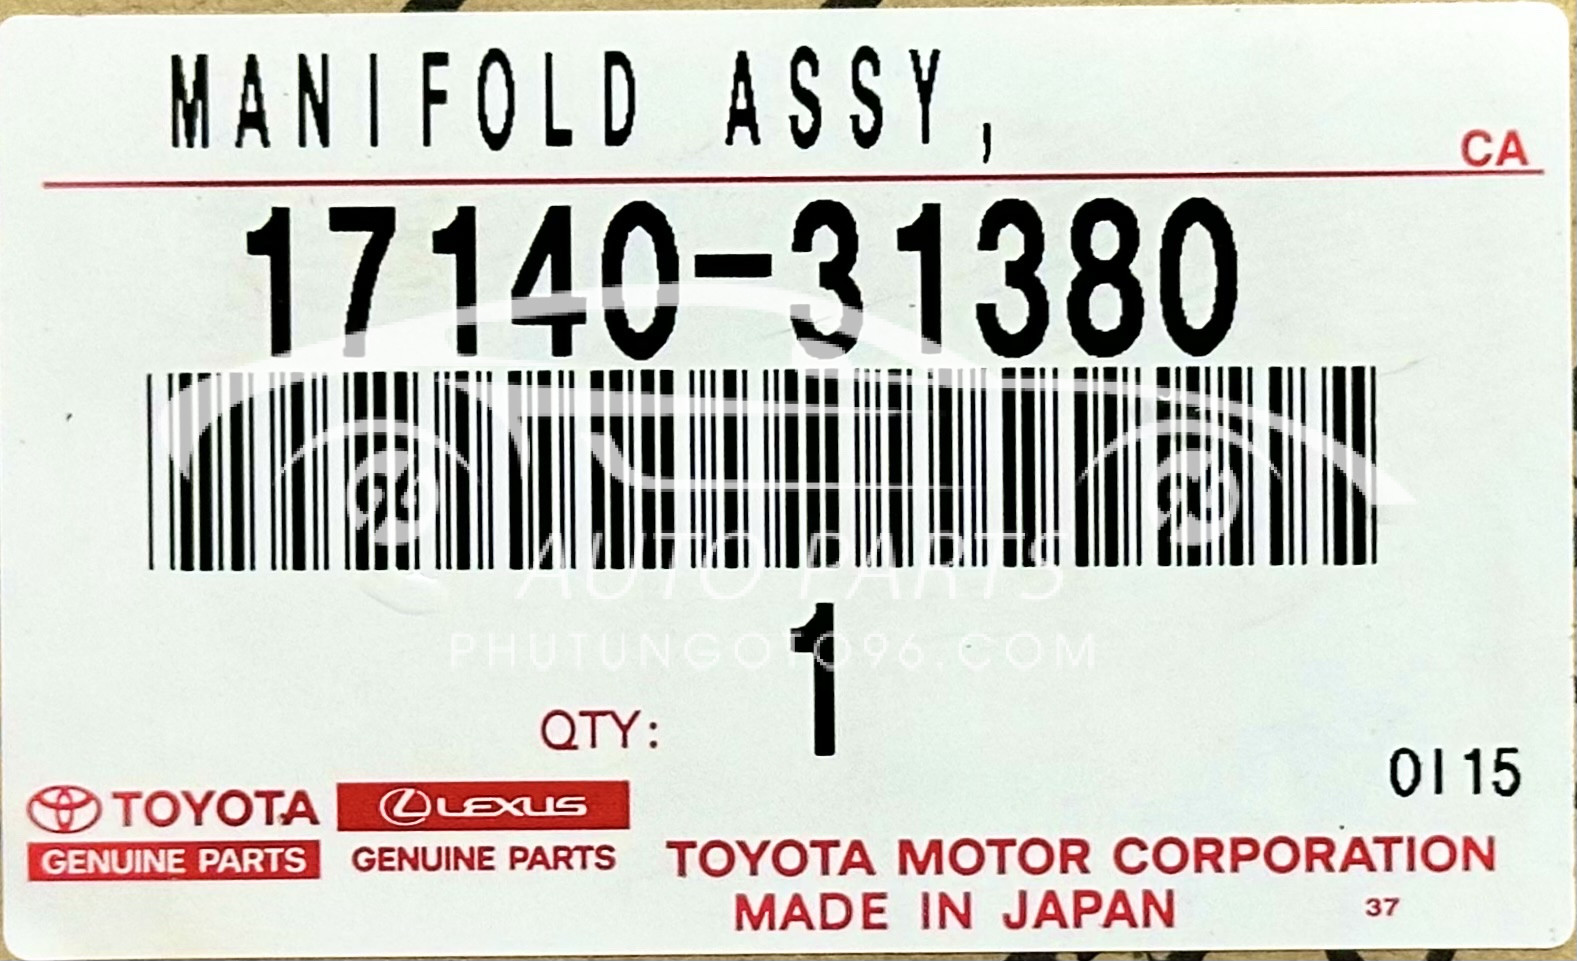 MANIFOLD ASSY,
CA
17140-31380
AUTO PARTS
PHUTUNGOTO96.COM
1
QTY:
0115
TOYOTA
GENUINE PARTS
LEXUS
GENUINE PARTS
TOYOTA MOTOR CORPORATION
MADE IN JAPAN
37